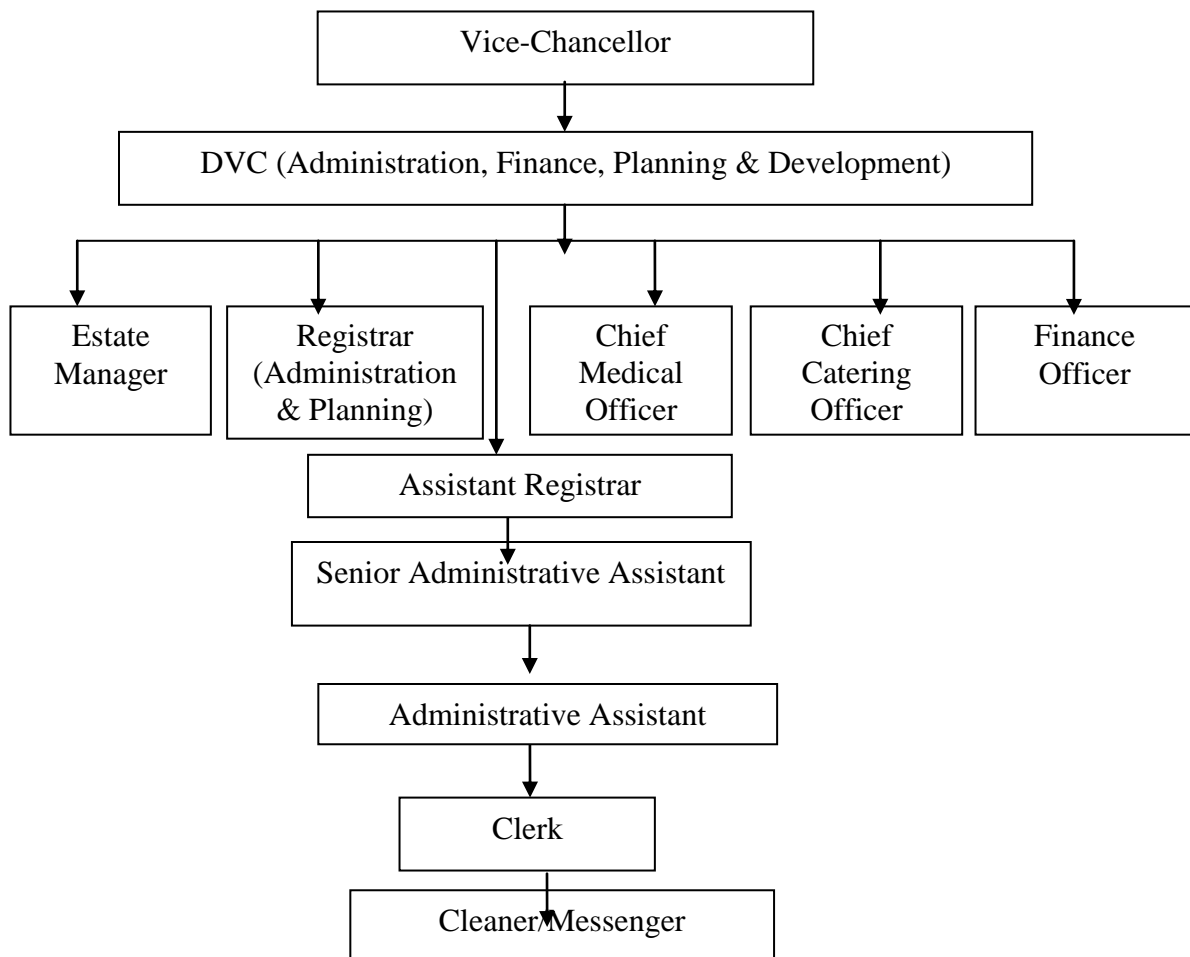 Vice-Chancellor
DVC (Administration, Finance, Planning & Development)
Estate
Manager
Registrar
(Administration
& Planning)
Chief
Medical
Officer
Chief
Catering
Officer
Finance
Officer
Assistant Registrar
Senior Administrative Assistant
Administrative Assistant
Clerk
Cleaner/Messenger